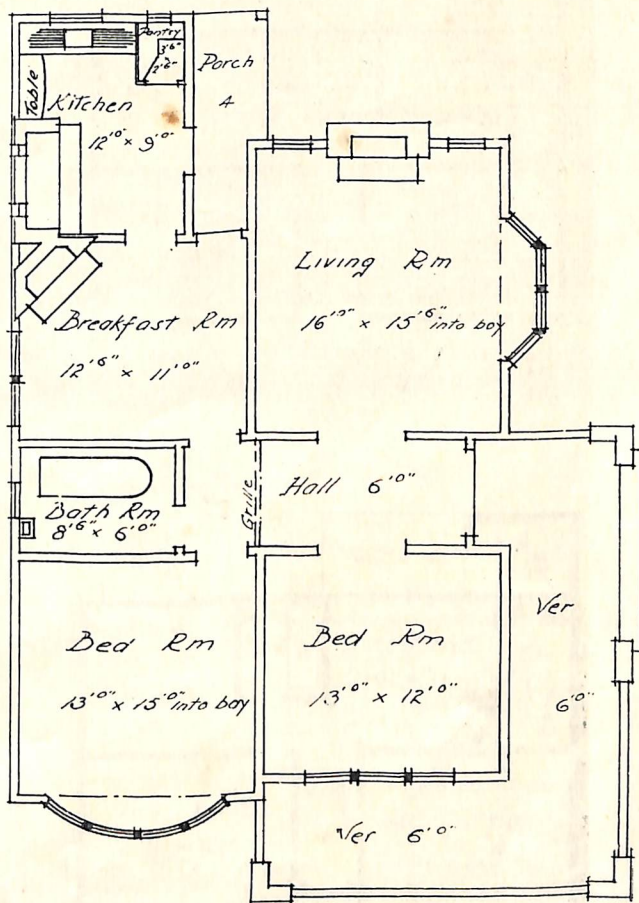 Pantry
3'6"
x
2'6"
Porch
4
Table
Kitchen
12'0" x 9'0"
Living Rm
16'0" x 15'6" into bay
Breakfast Rm
12'6" x 11'0"
Bath Rm
8'6" x 6'0"
Grille
Hall 6'0"
Bed Rm
13'0" x 15'0" into bay
Bed Rm
13'0" x 12'0"
Ver
6'0"
Ver 6'0"